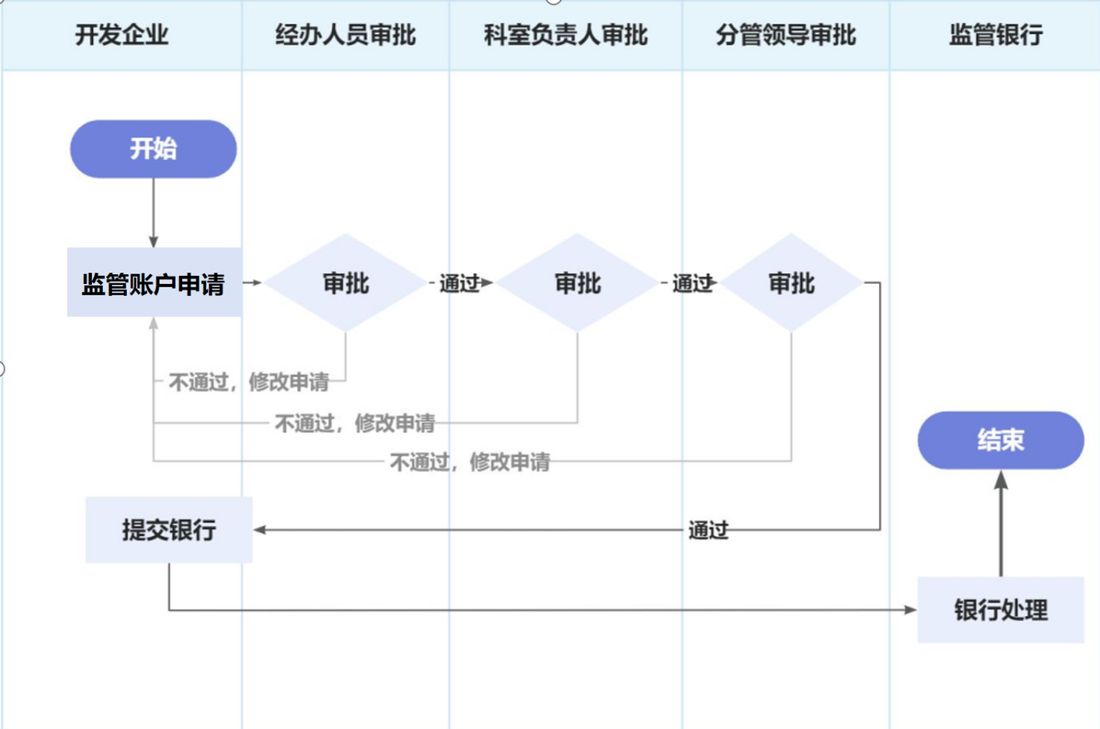 开发企业
经办人员审批
科室负责人审批
分管领导审批
监管银行
开始
监管账户申请
审批
通过
审批
通过
审批
不通过，修改申请
不通过，修改申请
不通过，修改申请
结束
提交银行
通过
银行处理